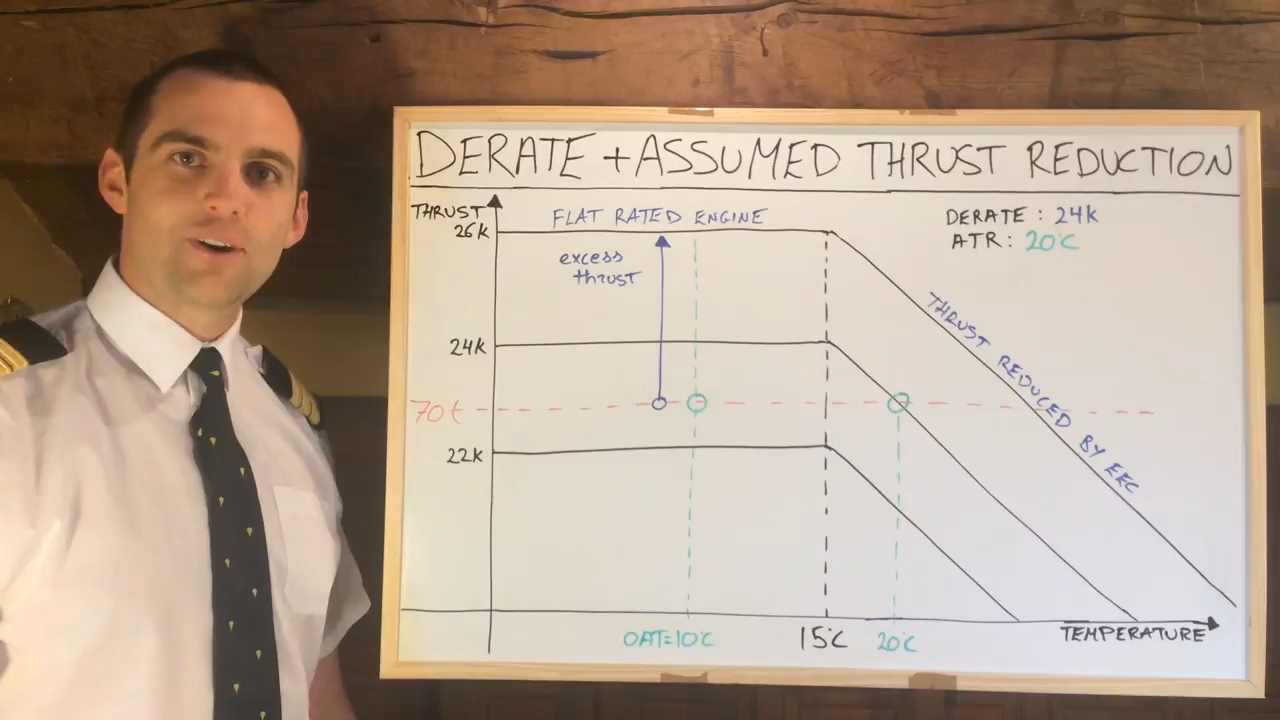 DERATE + ASSUMED THRUST REDUCTION
THRUST
FLAT RATED ENGINE
DERATE : 24k
26k
ATR : 20°C
excess
thrust
THRUST REDUCED BY EEC
24k
70t
22k
OAT=10°C
15°C
20°C
TEMPERATURE